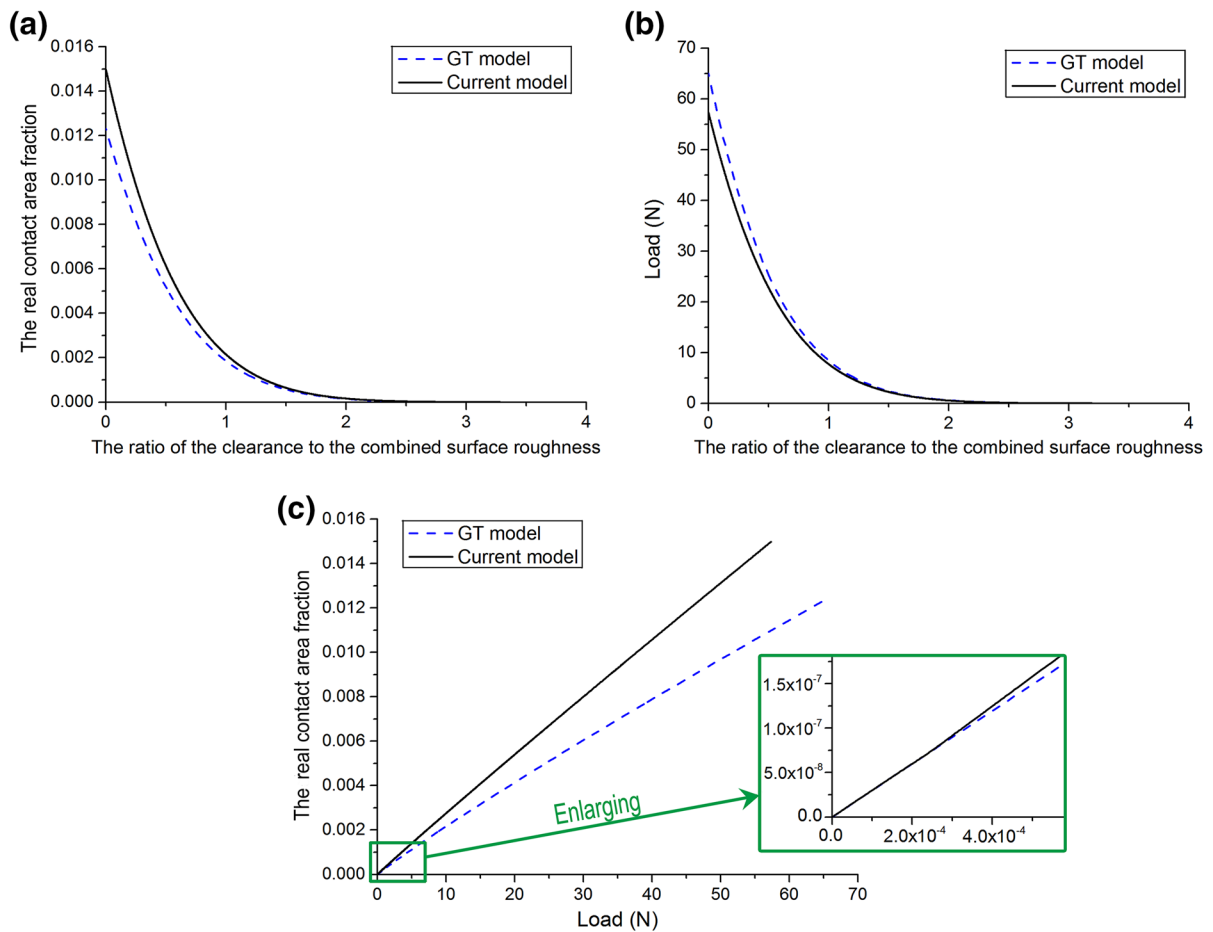 (a)
0.016
0.014
0.012
0.010
0.008
0.006
0.004
0.002
0.000
The real contact area fraction
GT model
Current model
0
1
2
3
4
The ratio of the clearance to the combined surface roughness
(b)
70
60
50
40
30
20
10
0
Load (N)
GT model
Current model
0
1
2
3
4
The ratio of the clearance to the combined surface roughness
(c)
0.016
0.014
0.012
0.010
0.008
0.006
0.004
0.002
0.000
The real contact area fraction
GT model
Current model
Enlarging
1.5x10⁻⁷
1.0x10⁻⁷
5.0x10⁻⁸
0.0
0.0
2.0x10⁻⁴
4.0x10⁻⁴
0
10
20
30
40
50
60
70
Load (N)